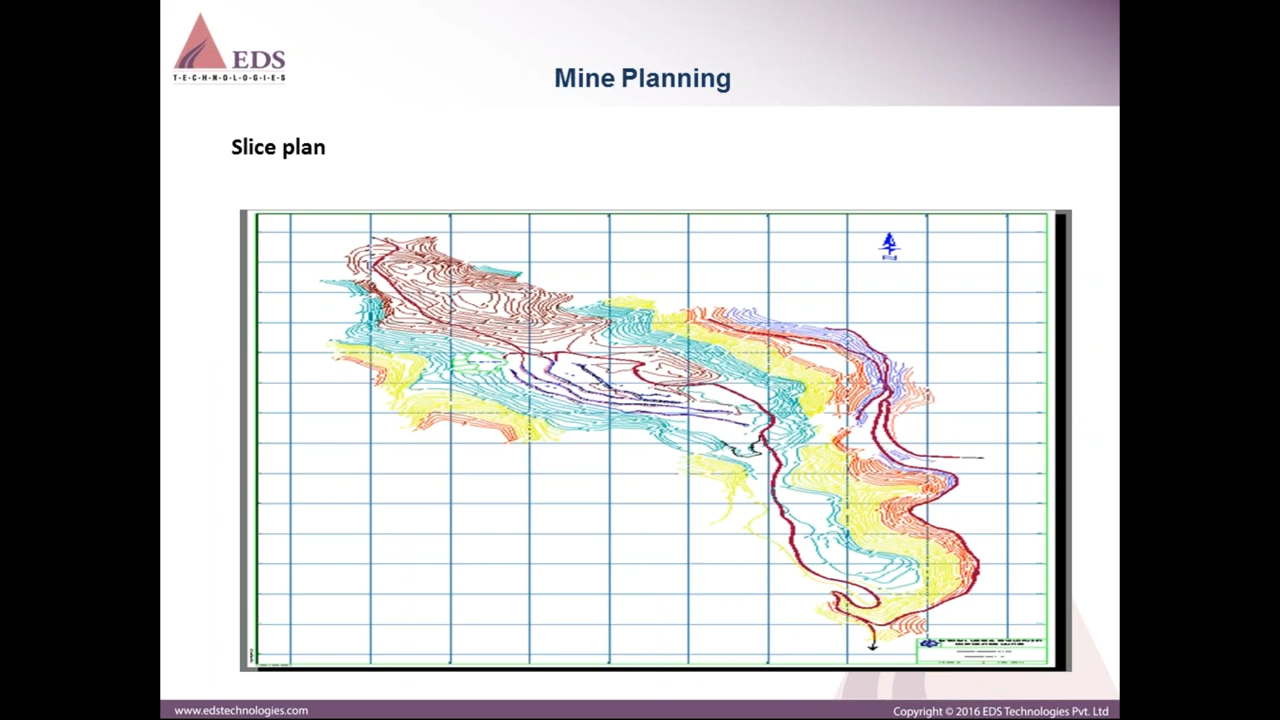 EDS
T·E·C·H·N·O·L·O·G·I·E·S
Mine Planning
Slice plan
N
www.edstechnologies.com
Copyright © 2016 EDS Technologies Pvt. Ltd